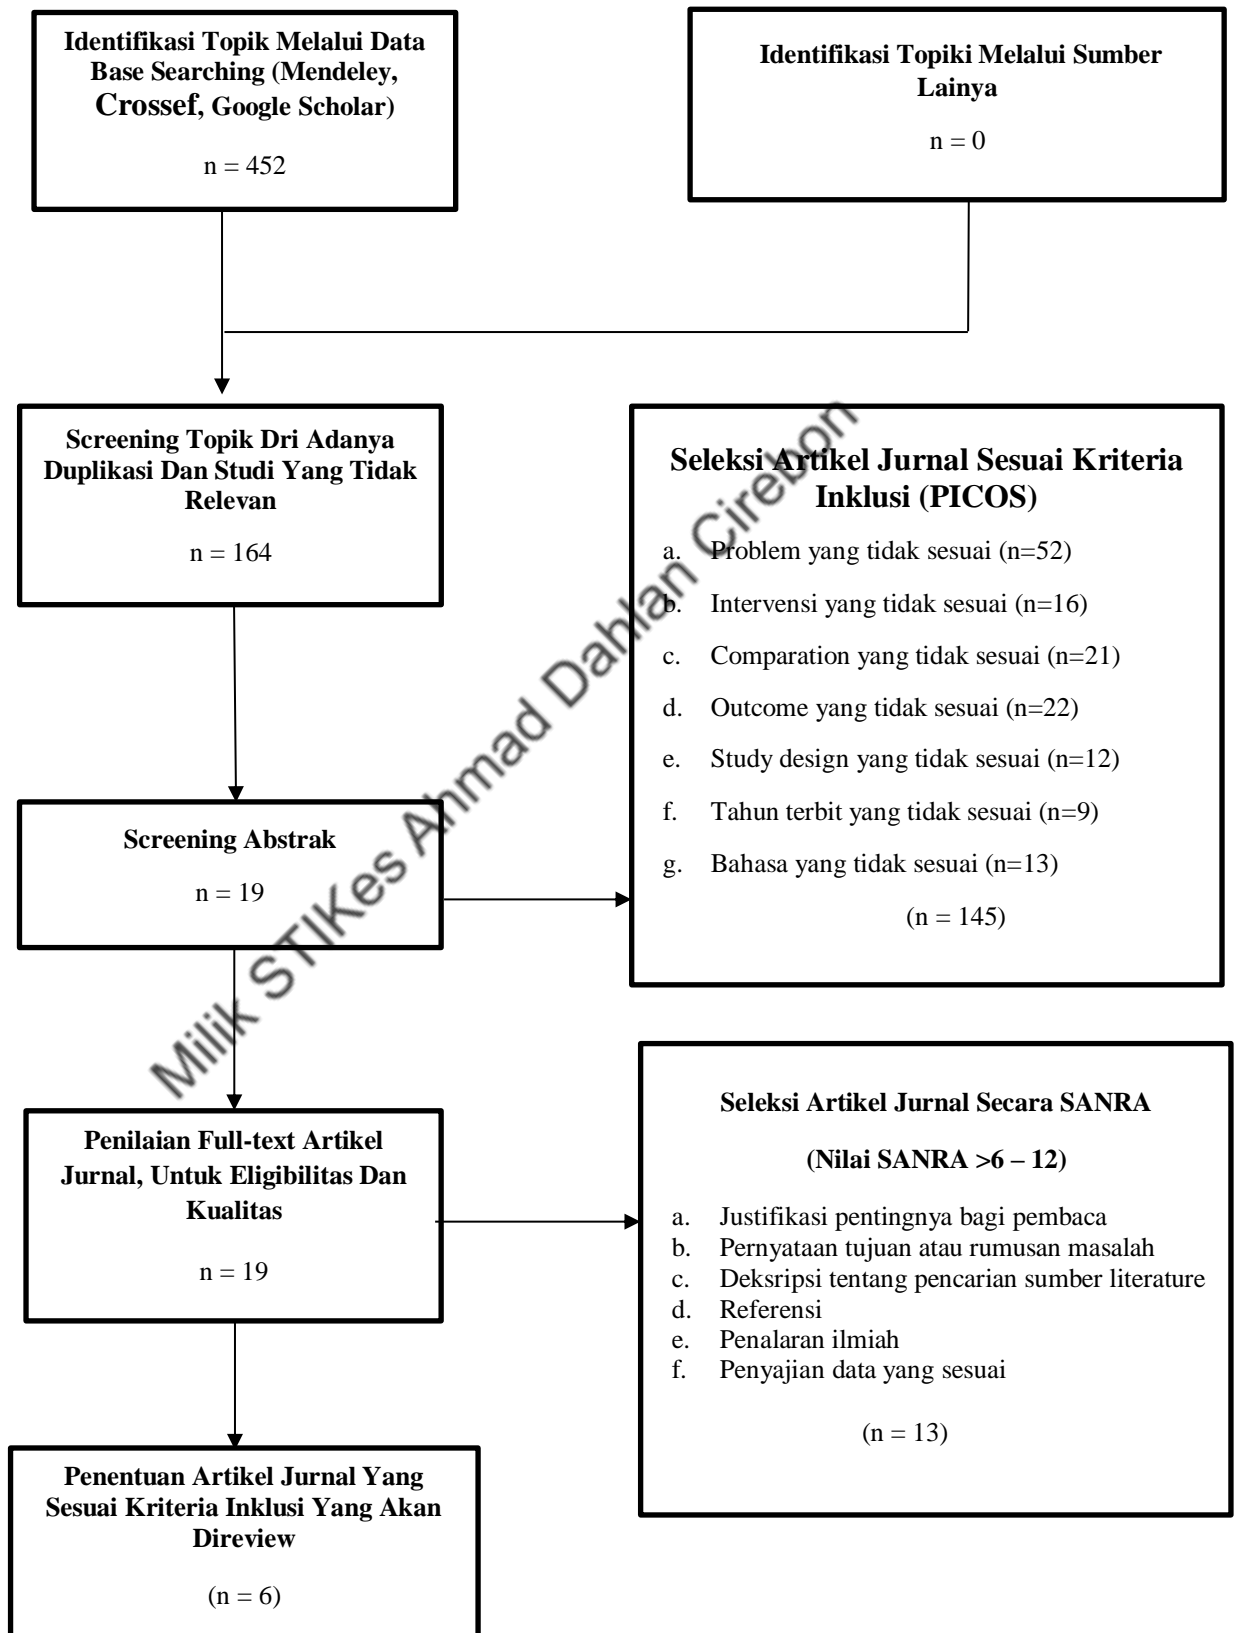 Identifikasi Topik Melalui Data
Base Searching (Mendeley,
Crossef, Google Scholar)
n = 452
Identifikasi Topiki Melalui Sumber
Lainya
n = 0
Screening Topik Dri Adanya
Duplikasi Dan Studi Yang Tidak
Relevan
n = 164
Seleksi Artikel Jurnal Sesuai Kriteria
Inklusi (PICOS)
a. Problem yang tidak sesuai (n=52)
b. Intervensi yang tidak sesuai (n=16)
c. Comparation yang tidak sesuai (n=21)
d. Outcome yang tidak sesuai (n=22)
e. Study design yang tidak sesuai (n=12)
f. Tahun terbit yang tidak sesuai (n=9)
g. Bahasa yang tidak sesuai (n=13)
(n = 145)
Screening Abstrak
n = 19
Milik STIKes Ahmad Dahlan Cirebon
Penilaian Full-text Artikel
Jurnal, Untuk Eligibilitas Dan
Kualitas
n = 19
Seleksi Artikel Jurnal Secara SANRA
(Nilai SANRA >6 – 12)
a. Justifikasi pentingnya bagi pembaca
b. Pernyataan tujuan atau rumusan masalah
c. Deksripsi tentang pencarian sumber literature
d. Referensi
e. Penalaran ilmiah
f. Penyajian data yang sesuai
(n = 13)
Penentuan Artikel Jurnal Yang
Sesuai Kriteria Inklusi Yang Akan
Direview
(n = 6)